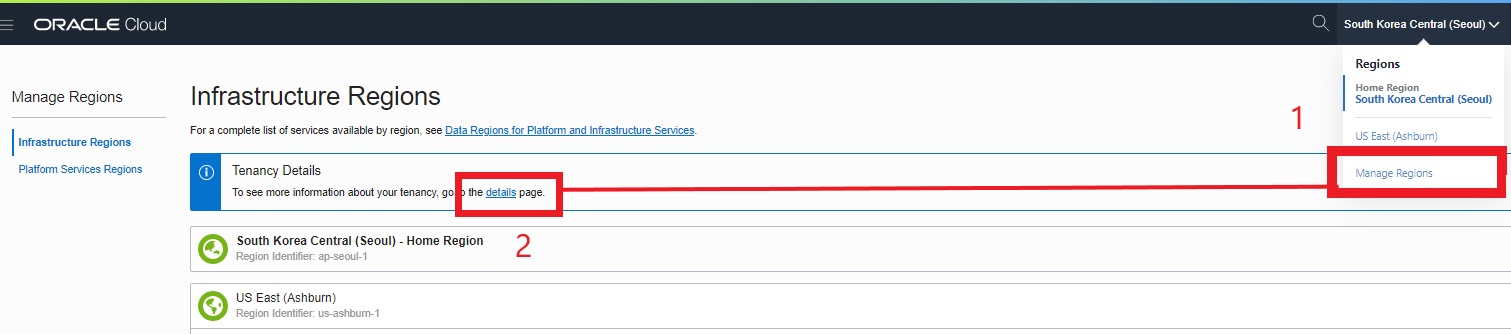 ORACLE Cloud
South Korea Central (Seoul)
Regions
Home Region
South Korea Central (Seoul)
US East (Ashburn)
Manage Regions
1
Manage Regions
Infrastructure Regions
Platform Services Regions
Infrastructure Regions
For a complete list of services available by region, see Data Regions for Platform and Infrastructure Services.
Tenancy Details
To see more information about your tenancy, go to the details page.
South Korea Central (Seoul) - Home Region
Region Identifier: ap-seoul-1
2
US East (Ashburn)
Region Identifier: us-ashburn-1